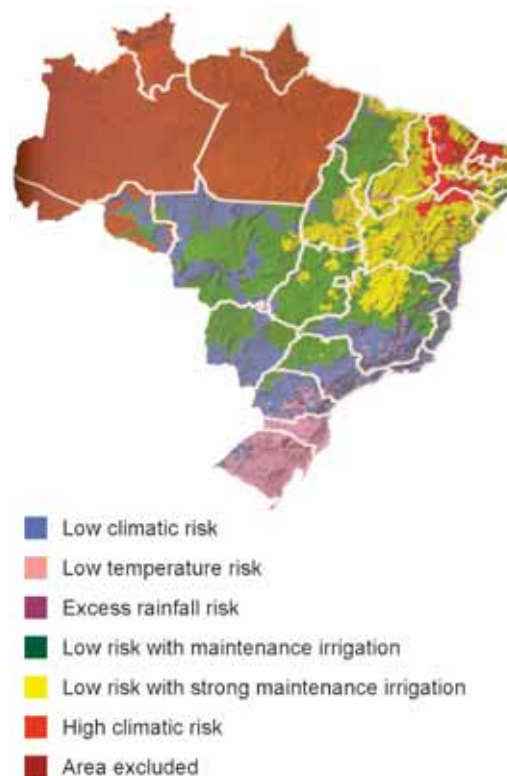 Low climatic risk
Low temperature risk
Excess rainfall risk
Low risk with maintenance irrigation
Low risk with strong maintenance irrigation
High climatic risk
Area excluded